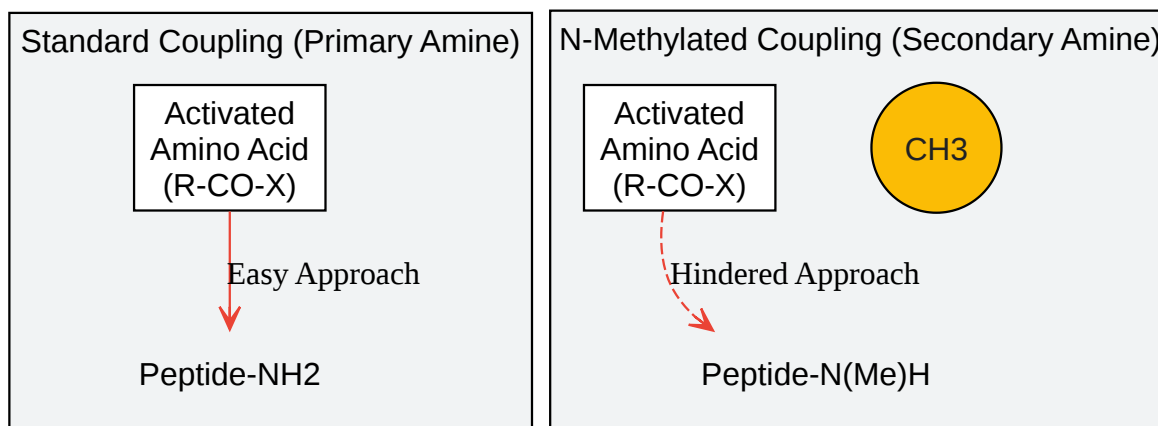 Standard Coupling (Primary Amine)
Activated
Amino Acid
(R-CO-X)
Easy Approach
Peptide-NH2
N-Methylated Coupling (Secondary Amine)
Activated
Amino Acid
(R-CO-X)
CH3
Hindered Approach
Peptide-N(Me)H